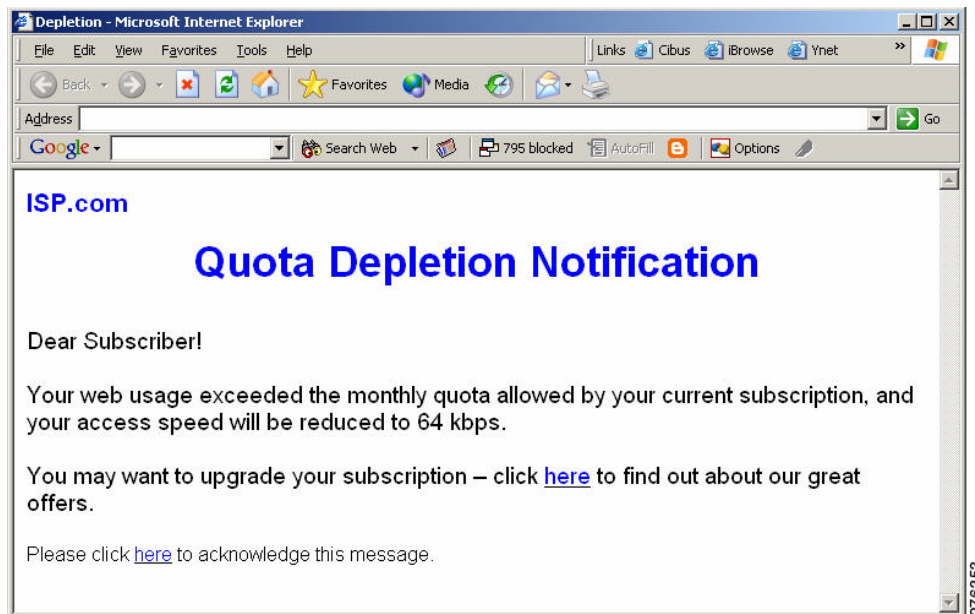 Depletion - Microsoft Internet Explorer
File Edit View Favorites Tools Help Links Cibus iBrowse Ynet »
Back Favorites Media
Address Go
Google Search Web 795 blocked AutoFill Options
ISP.com
Quota Depletion Notification
Dear Subscriber!
Your web usage exceeded the monthly quota allowed by your current subscription, and
your access speed will be reduced to 64 kbps.
You may want to upgrade your subscription – click here to find out about our great
offers.
Please click here to acknowledge this message.